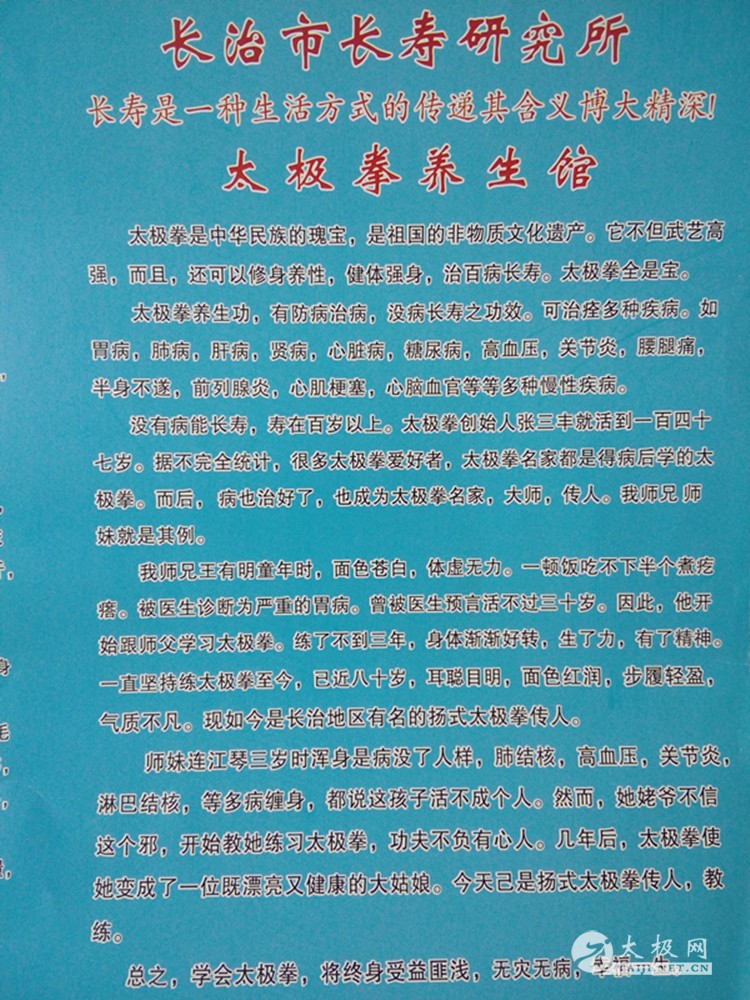 长治市长寿研究所
长寿是一种生活方式的传递其含义博大精深!
太极拳养生馆
太极拳是中华民族的瑰宝，是祖国的非物质文化遗产。它不但武艺高
强，而且，还可以修身养性，健体强身，治百病长寿。太极拳全是宝。
太极拳养生功，有防病治病，没病长寿之功效。可治痊多种疾病。如
胃病，肺病，肝病，贤病，心脏病，糖尿病，高血压，关节炎，腰腿痛，
半身不遂，前列腺炎，心肌梗塞，心脑血官等等多种慢性疾病。
没有病能长寿，寿在百岁以上。太极拳创始人张三丰就活到一百四十
七岁。据不完全统计，很多太极拳爱好者，太极拳名家都是得病后学的太
极拳。而后，病也治好了，也成为太极拳名家，大师，传人。我师兄 师
妹就是其例。
我师兄王有明童年时，面色苍白，体虚无力。一顿饭吃不下半个煮疙
瘩。被医生诊断为严重的胃病。曾被医生预言活不过三十岁。因此，他开
始跟师父学习太极拳。练了不到三年，身体渐渐好转，生了力，有了精神。
一直坚持练太极拳至今，已近八十岁，耳聪目明，面色红润，步履轻盈，
气质不凡。现如今是长治地区有名的扬式太极拳传人。
师妹连江琴三岁时浑身是病没了人样，肺结核，高血压，关节炎，
淋巴结核，等多病缠身，都说这孩子活不成个人。然而，她姥爷不信
这个邪，开始教她练习太极拳，功夫不负有心人。几年后，太极拳使
她变成了一位既漂亮又健康的大姑娘。今天己是扬式太极拳传人，教
练。
总之，学会太极拳，将终身受益匪浅，无灾无病，幸福一生。
太极网
TAIJI.NET.CN
身
毛